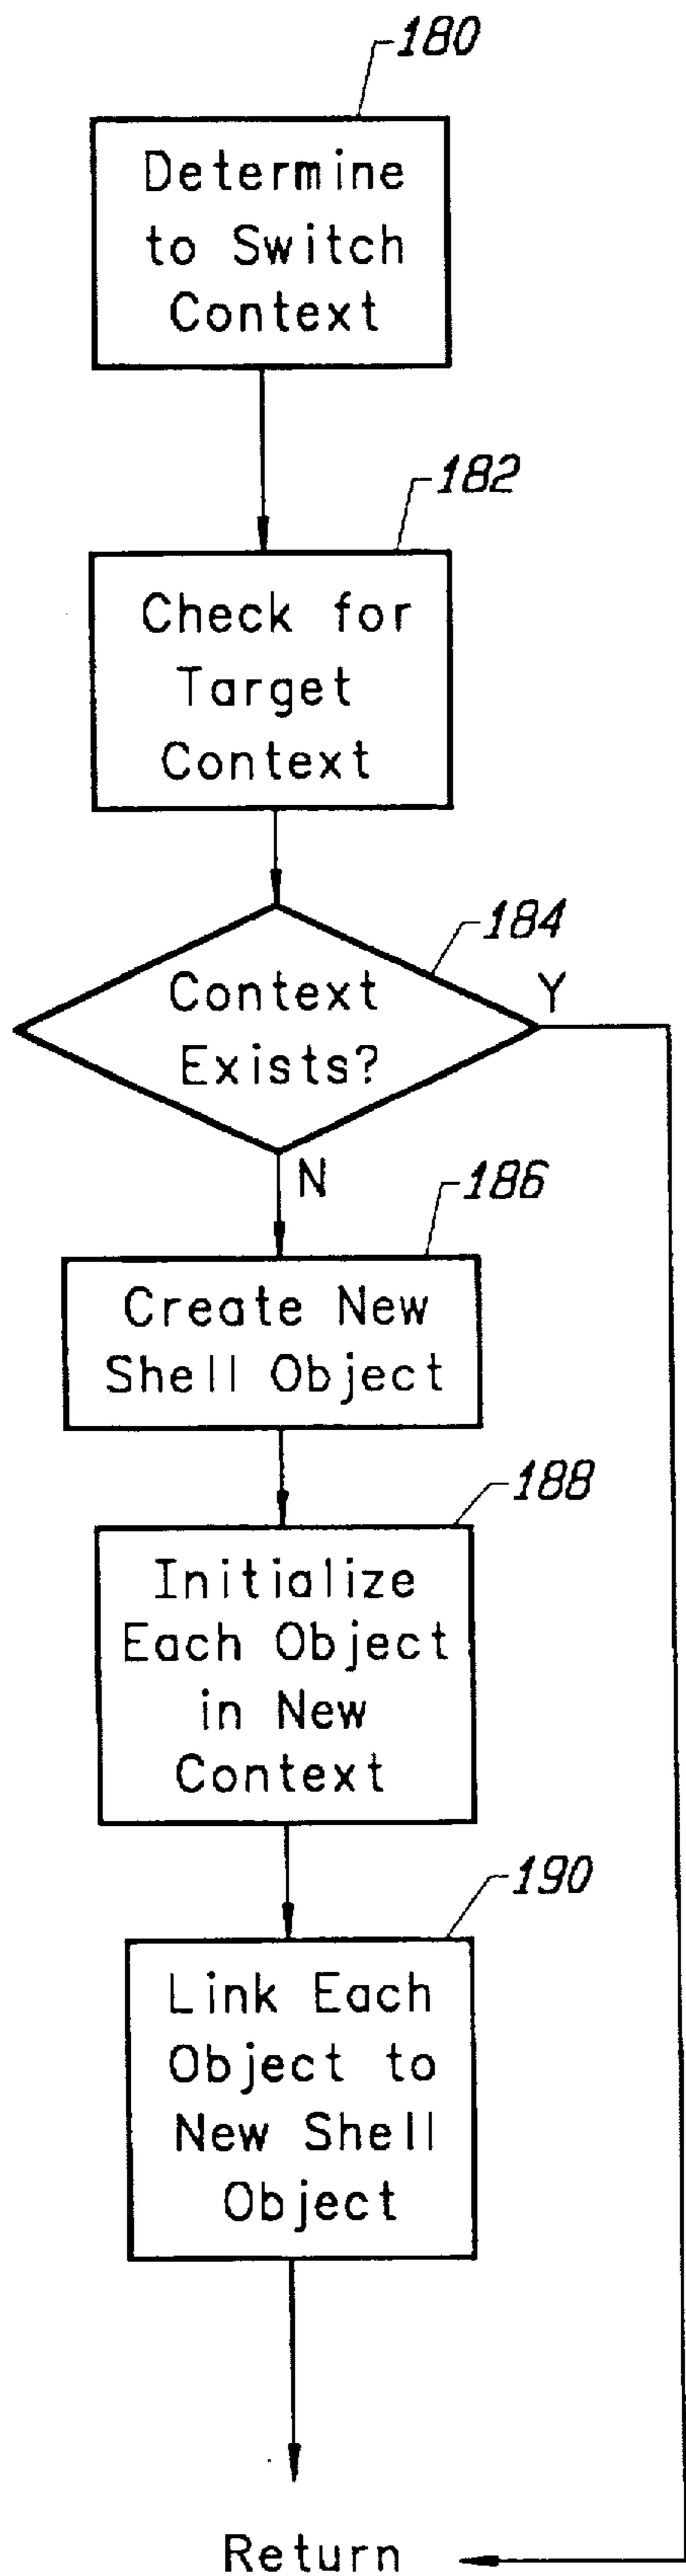 180
Determine
to Switch
Context
182
Check for
Target
Context
184
Context
Exists?
Y
N
186
Create New
Shell Object
188
Initialize
Each Object
in New
Context
190
Link Each
Object to
New Shell
Object
Return